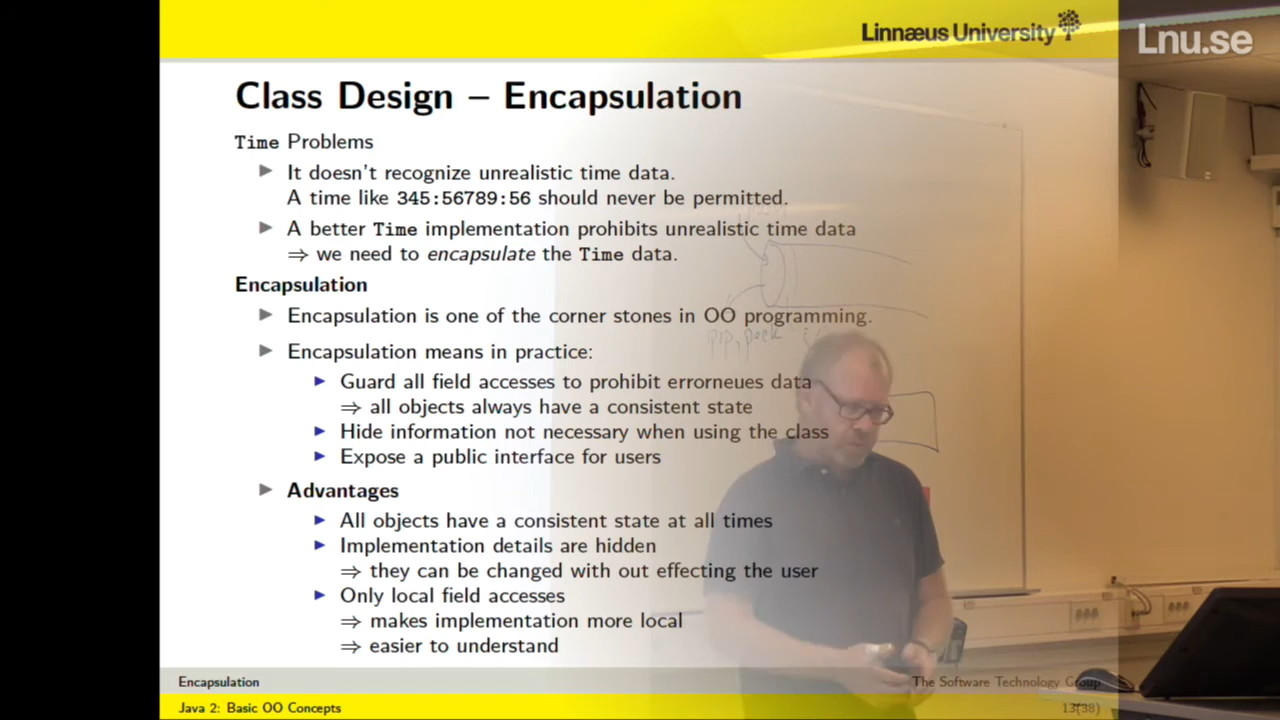 Linnæus University
Lnu.se
Class Design – Encapsulation
Time Problems
It doesn't recognize unrealistic time data.
A time like 345:56789:56 should never be permitted.
A better Time implementation prohibits unrealistic time data
⇒ we need to encapsulate the Time data.
Encapsulation
Encapsulation is one of the corner stones in OO programming.
Encapsulation means in practice:
Guard all field accesses to prohibit errorneues data
⇒ all objects always have a consistent state
Hide information not necessary when using the class
Expose a public interface for users
Advantages
All objects have a consistent state at all times
Implementation details are hidden
⇒ they can be changed with out effecting the user
Only local field accesses
⇒ makes implementation more local
⇒ easier to understand
Encapsulation
The Software Technology Group
Java 2: Basic OO Concepts
13(38)